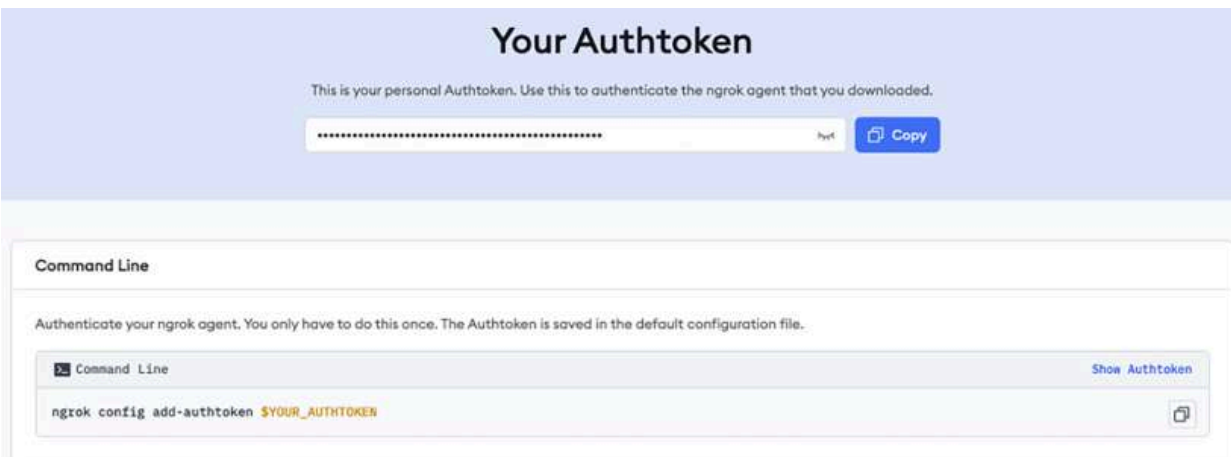 Your Authtoken
This is your personal Authtoken. Use this to authenticate the ngrok agent that you downloaded.
••••••••••••••••••••••••••••••••••••••••••••••••• Copy
Command Line
Authenticate your ngrok agent. You only have to do this once. The Authtoken is saved in the default configuration file.
Command Line Show Authtoken
ngrok config add-authtoken $YOUR_AUTHTOKEN